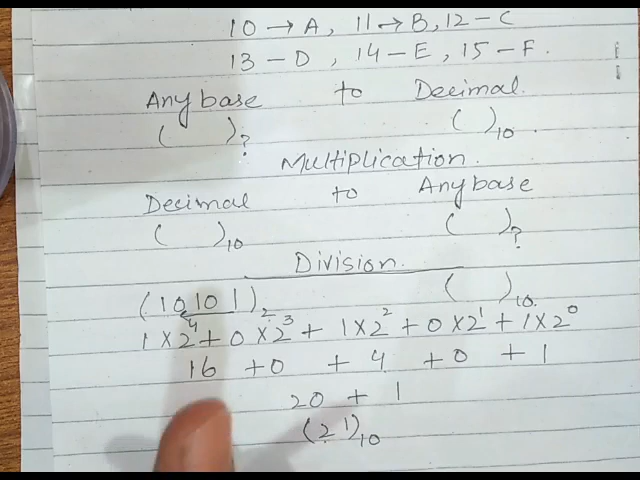 10 → A, 11 → B, 12 - C
13 - D, 14 - E, 15 - F.
Any base to Decimal.
( )? ( )10.
Multiplication.
Decimal to Any base
( )10 ( )?
Division.
(10101)2 ( )10.
1×2⁴ + 0×2³ + 1×2² + 0×2¹ + 1×2⁰
16 + 0 + 4 + 0 + 1
20 + 1
(21)10